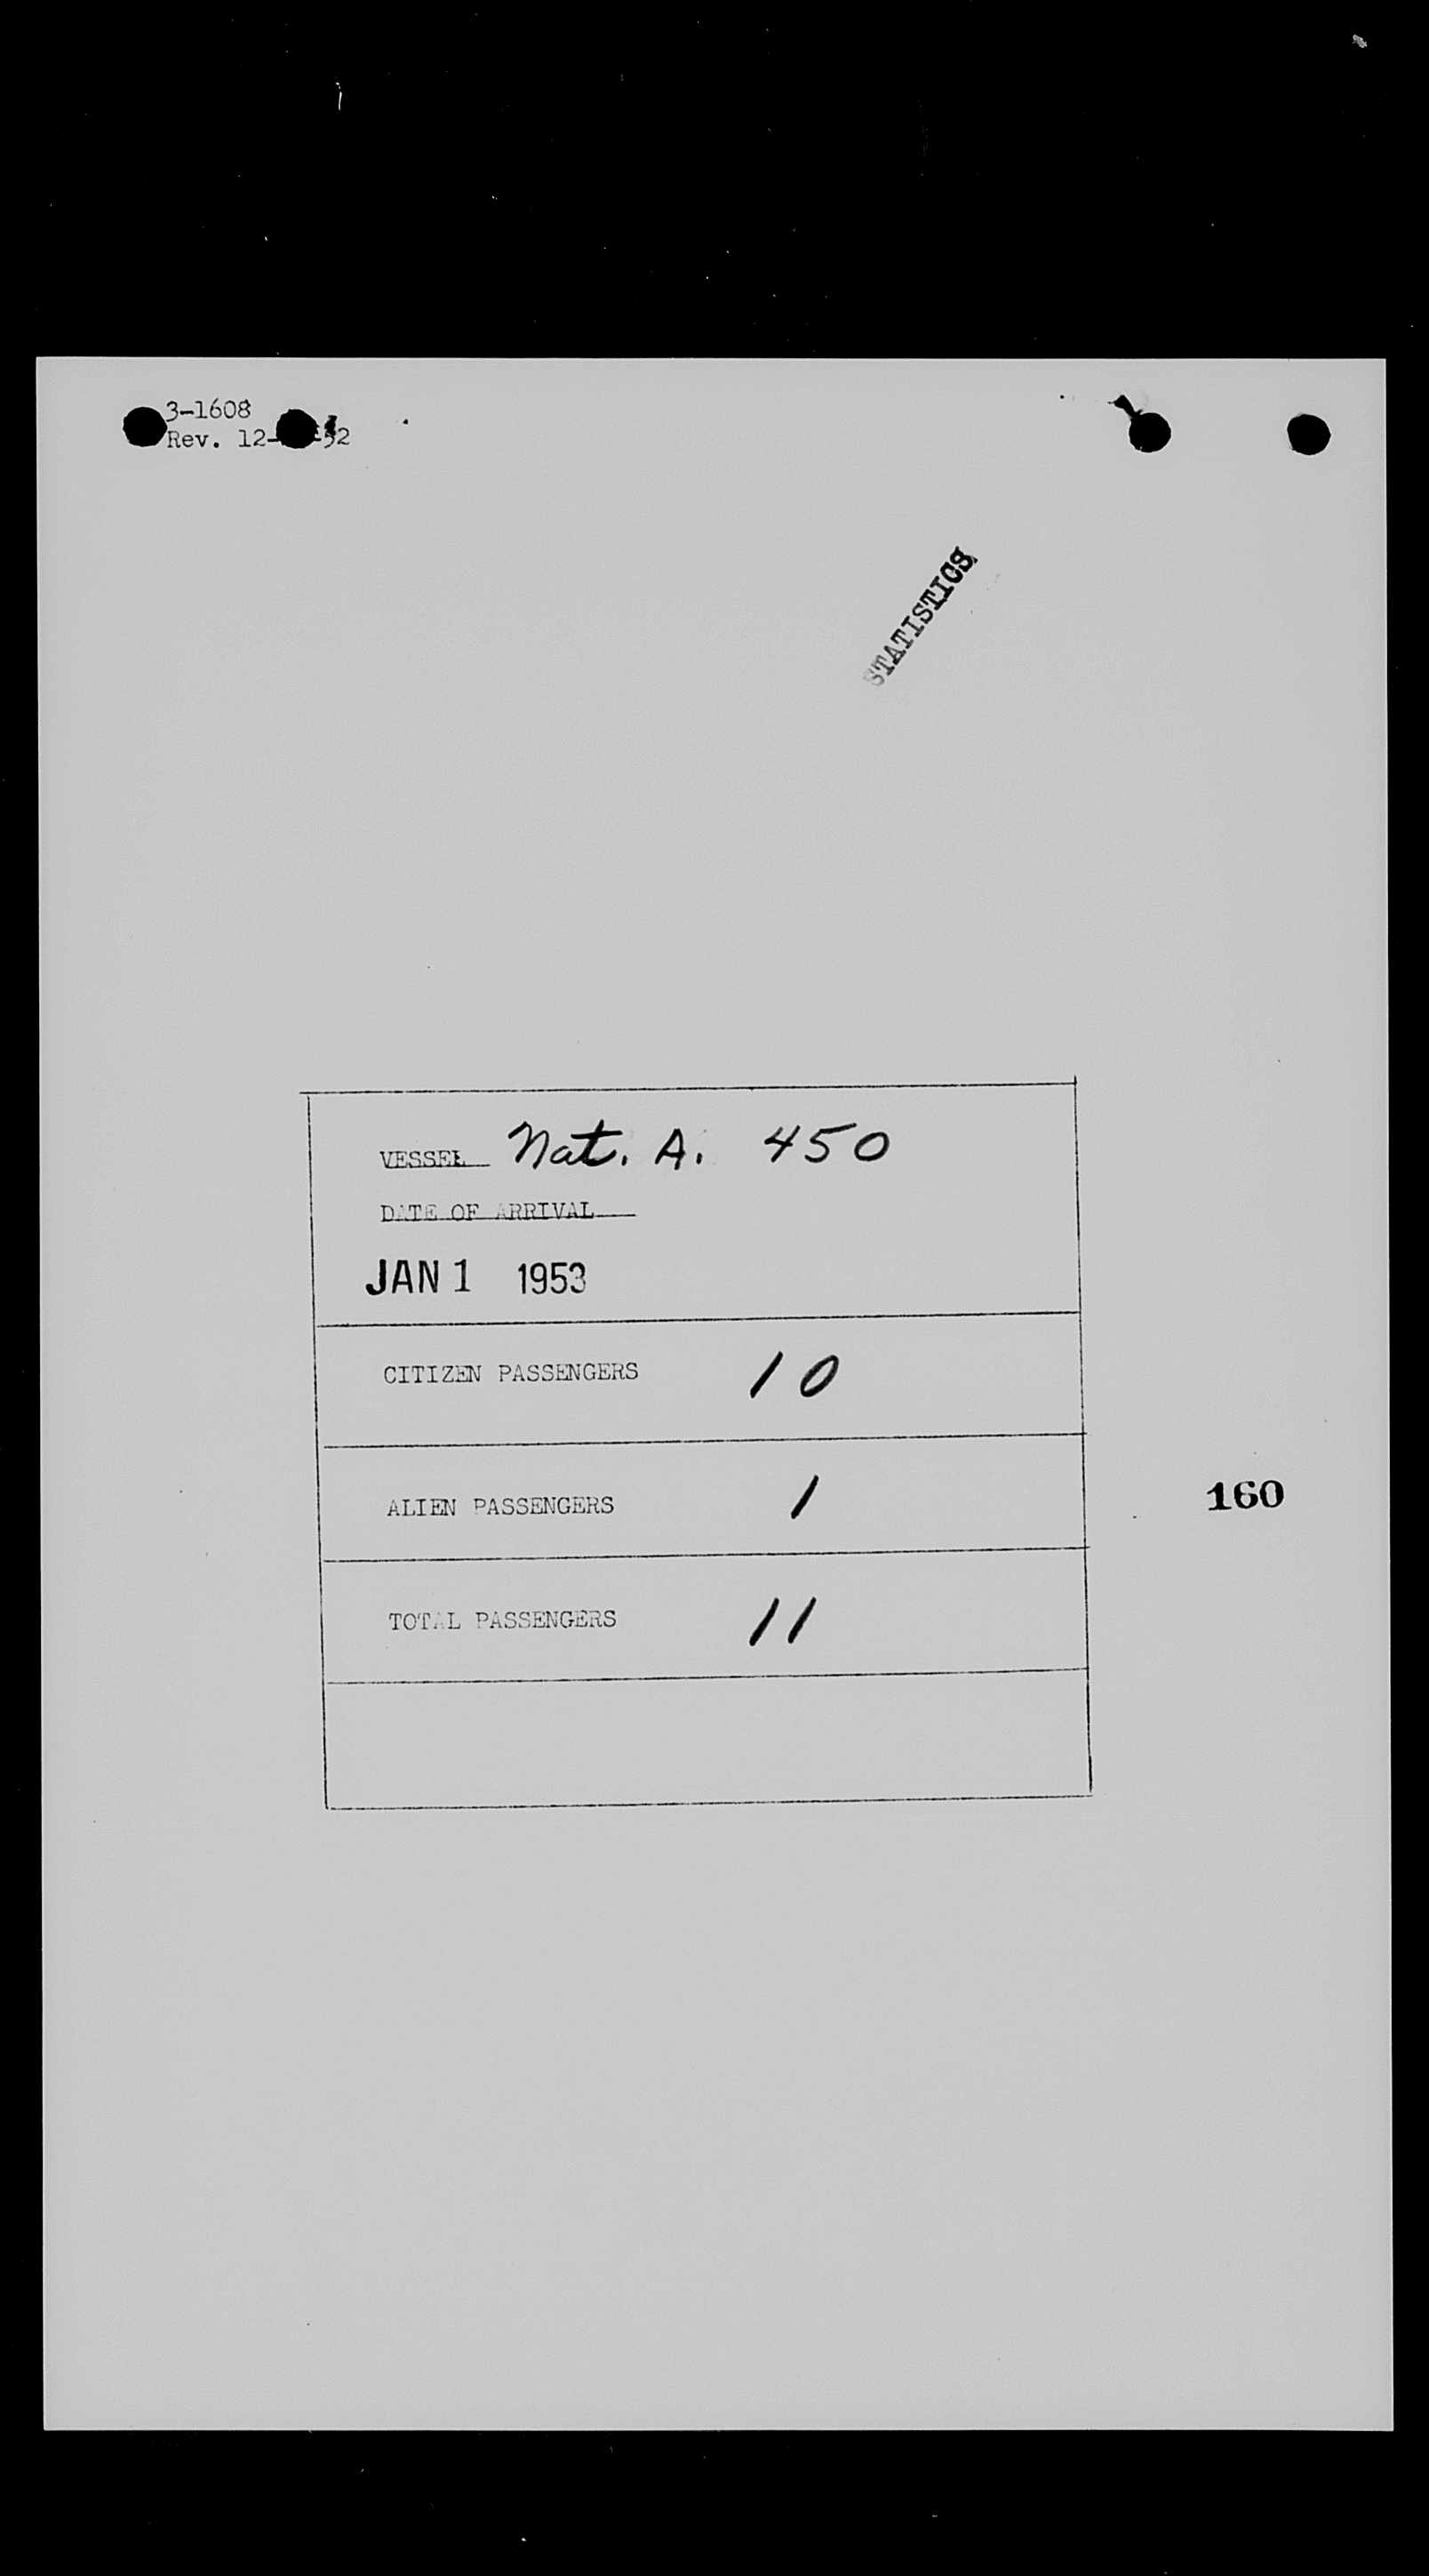 3-1608
Rev. 12-
STATISTICS
VESSEL Nat. A. 450
DATE OF ARRIVAL
JAN 1 1953
CITIZEN PASSENGERS 10
ALIEN PASSENGERS 1
160
TOTAL PASSENGERS 11